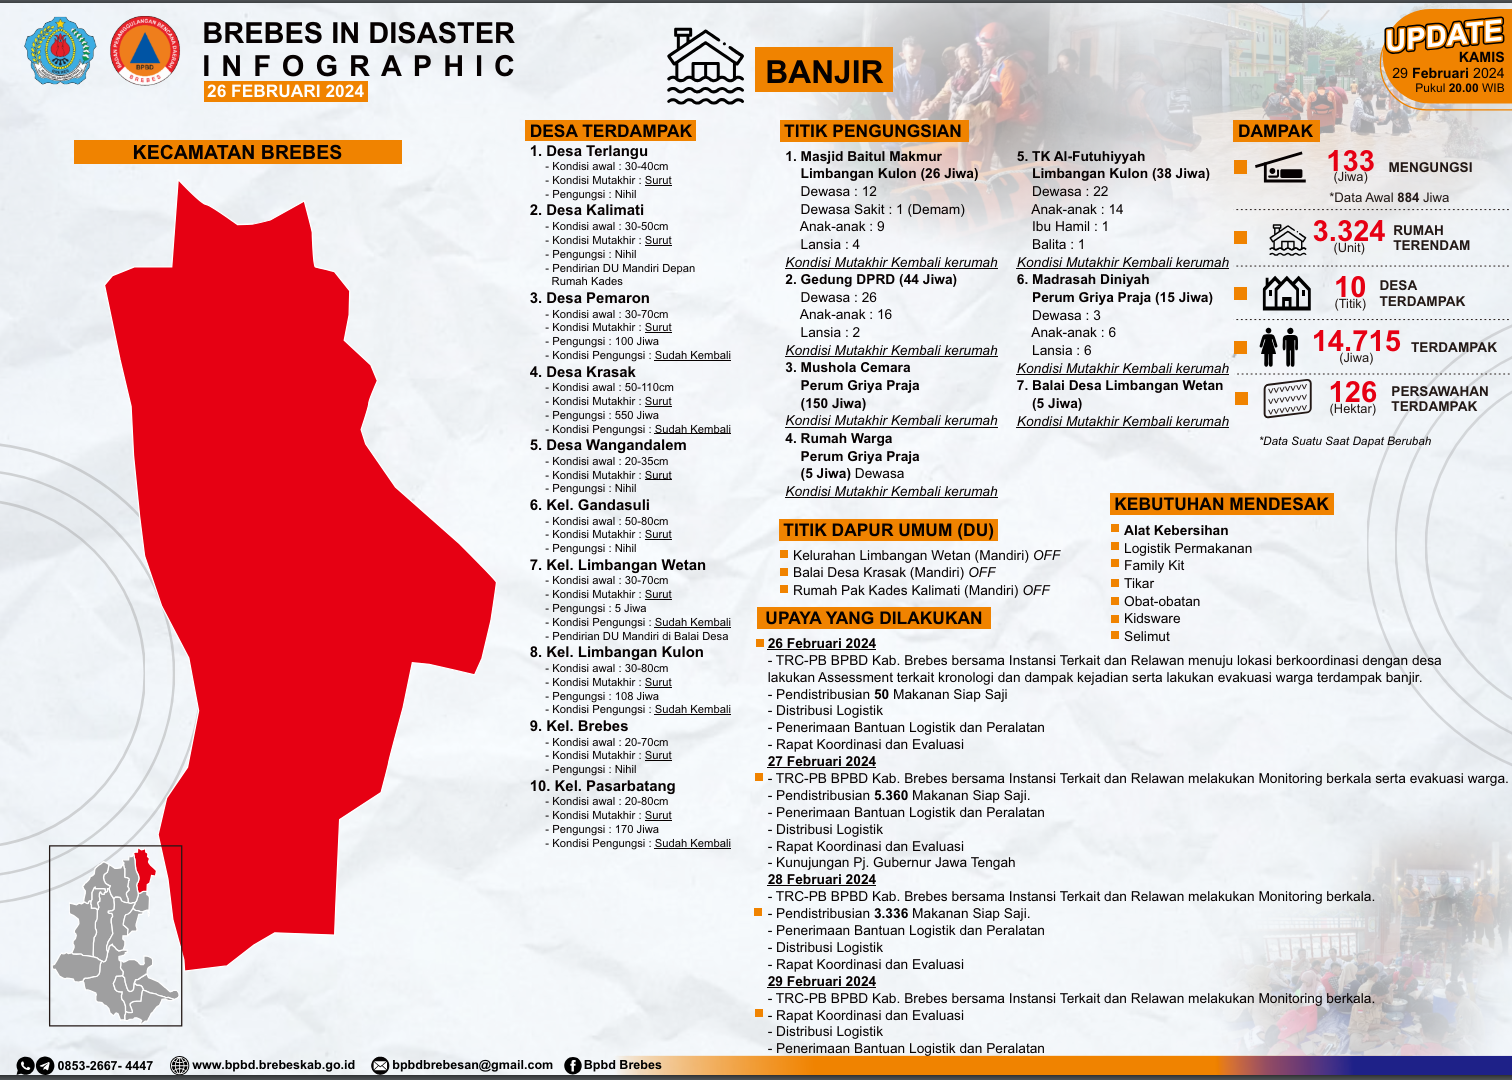 BREBES IN DISASTER
INFOGRAPHIC
26 FEBRUARI 2024
BPBD
BREBES
BANJIR
UPDATE
KAMIS
29 Februari 2024
Pukul 20.00 WIB
KECAMATAN BREBES
DESA TERDAMPAK
1. Desa Terlangu
- Kondisi awal : 30-40cm
- Kondisi Mutakhir : Surut
- Pengungsi : Nihil
2. Desa Kalimati
- Kondisi awal : 30-50cm
- Kondisi Mutakhir : Surut
- Pengungsi : Nihil
- Pendirian DU Mandiri Depan
Rumah Kades
3. Desa Pemaron
- Kondisi awal : 30-70cm
- Kondisi Mutakhir : Surut
- Pengungsi : 100 Jiwa
- Kondisi Pengungsi : Sudah Kembali
4. Desa Krasak
- Kondisi awal : 50-110cm
- Kondisi Mutakhir : Surut
- Pengungsi : 550 Jiwa
- Kondisi Pengungsi : Sudah Kembali
5. Desa Wangandalem
- Kondisi awal : 20-35cm
- Kondisi Mutakhir : Surut
- Pengungsi : Nihil
6. Kel. Gandasuli
- Kondisi awal : 50-80cm
- Kondisi Mutakhir : Surut
- Pengungsi : Nihil
7. Kel. Limbangan Wetan
- Kondisi awal : 30-70cm
- Kondisi Mutakhir : Surut
- Pengungsi : 5 Jiwa
- Kondisi Pengungsi : Sudah Kembali
- Pendirian DU Mandiri di Balai Desa
8. Kel. Limbangan Kulon
- Kondisi awal : 30-80cm
- Kondisi Mutakhir : Surut
- Pengungsi : 108 Jiwa
- Kondisi Pengungsi : Sudah Kembali
9. Kel. Brebes
- Kondisi awal : 20-70cm
- Kondisi Mutakhir : Surut
- Pengungsi : Nihil
10. Kel. Pasarbatang
- Kondisi awal : 20-80cm
- Kondisi Mutakhir : Surut
- Pengungsi : 170 Jiwa
- Kondisi Pengungsi : Sudah Kembali
TITIK PENGUNGSIAN
1. Masjid Baitul Makmur
Limbangan Kulon (26 Jiwa)
Dewasa : 12
Dewasa Sakit : 1 (Demam)
Anak-anak : 9
Lansia : 4
Kondisi Mutakhir Kembali kerumah
2. Gedung DPRD (44 Jiwa)
Dewasa : 26
Anak-anak : 16
Lansia : 2
Kondisi Mutakhir Kembali kerumah
3. Mushola Cemara
Perum Griya Praja
(150 Jiwa)
Kondisi Mutakhir Kembali kerumah
4. Rumah Warga
Perum Griya Praja
(5 Jiwa) Dewasa
Kondisi Mutakhir Kembali kerumah
5. TK Al-Futuhiyyah
Limbangan Kulon (38 Jiwa)
Dewasa : 22
Anak-anak : 14
Ibu Hamil : 1
Balita : 1
Kondisi Mutakhir Kembali kerumah
6. Madrasah Diniyah
Perum Griya Praja (15 Jiwa)
Dewasa : 3
Anak-anak : 6
Lansia : 6
Kondisi Mutakhir Kembali kerumah
7. Balai Desa Limbangan Wetan
(5 Jiwa)
Kondisi Mutakhir Kembali kerumah
DAMPAK
133 (Jiwa) MENGUNGSI
*Data Awal 884 Jiwa
3.324 (Unit) RUMAH TERENDAM
10 (Titik) DESA TERDAMPAK
14.715 (Jiwa) TERDAMPAK
126 (Hektar) PERSAWAHAN TERDAMPAK
*Data Suatu Saat Dapat Berubah
TITIK DAPUR UMUM (DU)
Kelurahan Limbangan Wetan (Mandiri) OFF
Balai Desa Krasak (Mandiri) OFF
Rumah Pak Kades Kalimati (Mandiri) OFF
KEBUTUHAN MENDESAK
Alat Kebersihan
Logistik Permakanan
Family Kit
Tikar
Obat-obatan
Kidsware
Selimut
UPAYA YANG DILAKUKAN
26 Februari 2024
- TRC-PB BPBD Kab. Brebes bersama Instansi Terkait dan Relawan menuju lokasi berkoordinasi dengan desa
lakukan Assessment terkait kronologi dan dampak kejadian serta lakukan evakuasi warga terdampak banjir.
- Pendistribusian 50 Makanan Siap Saji
- Distribusi Logistik
- Penerimaan Bantuan Logistik dan Peralatan
- Rapat Koordinasi dan Evaluasi
27 Februari 2024
- TRC-PB BPBD Kab. Brebes bersama Instansi Terkait dan Relawan melakukan Monitoring berkala serta evakuasi warga.
- Pendistribusian 5.360 Makanan Siap Saji.
- Penerimaan Bantuan Logistik dan Peralatan
- Distribusi Logistik
- Rapat Koordinasi dan Evaluasi
- Kunujungan Pj. Gubernur Jawa Tengah
28 Februari 2024
- TRC-PB BPBD Kab. Brebes bersama Instansi Terkait dan Relawan melakukan Monitoring berkala.
- Pendistribusian 3.336 Makanan Siap Saji.
- Penerimaan Bantuan Logistik dan Peralatan
- Distribusi Logistik
- Rapat Koordinasi dan Evaluasi
29 Februari 2024
- TRC-PB BPBD Kab. Brebes bersama Instansi Terkait dan Relawan melakukan Monitoring berkala.
- Rapat Koordinasi dan Evaluasi
- Distribusi Logistik
- Penerimaan Bantuan Logistik dan Peralatan
0853-2667- 4447
www.bpbd.brebeskab.go.id
bpbdbrebesan@gmail.com
Bpbd Brebes